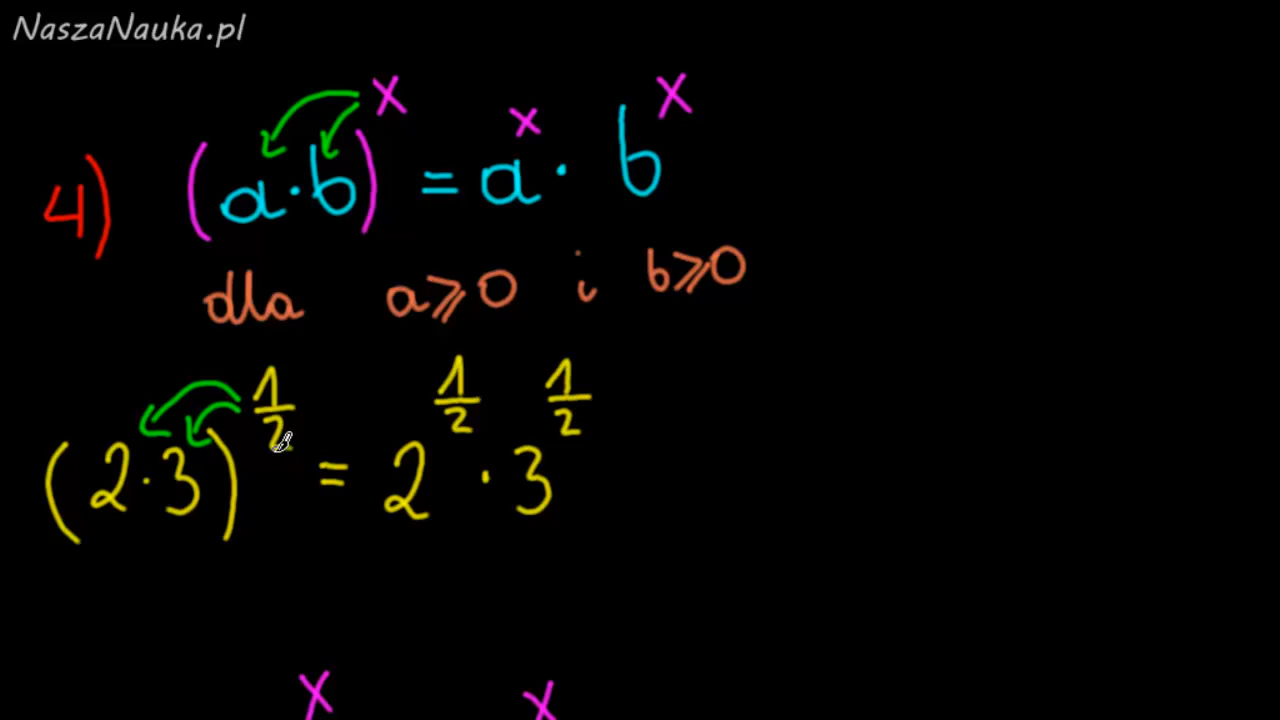 NaszaNauka.pl
4) (a·b)^x = a^x · b^x
dla a⩾0 i b⩾0
(2·3)^½ = 2^½ · 3^½
x x